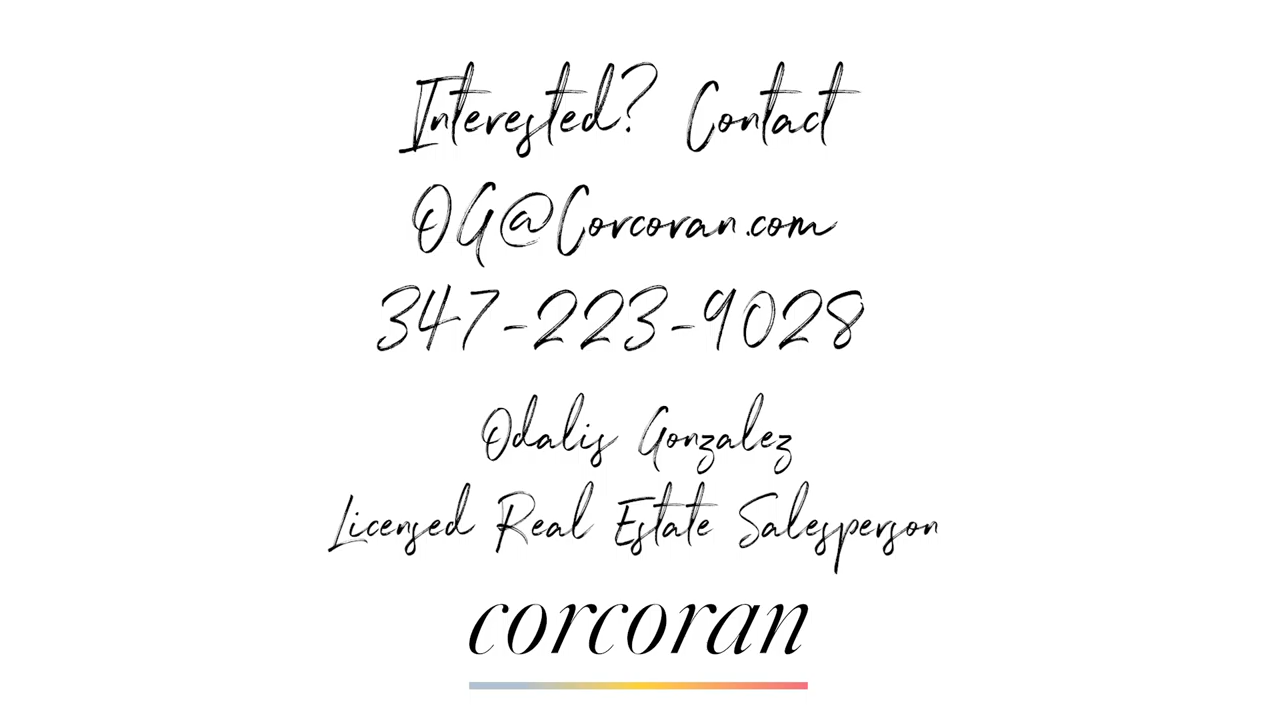 Interested? Contact
OG@Corcoran.com
347-223-9028
Odalis Gonzalez
Licensed Real Estate Salesperson
corcoran